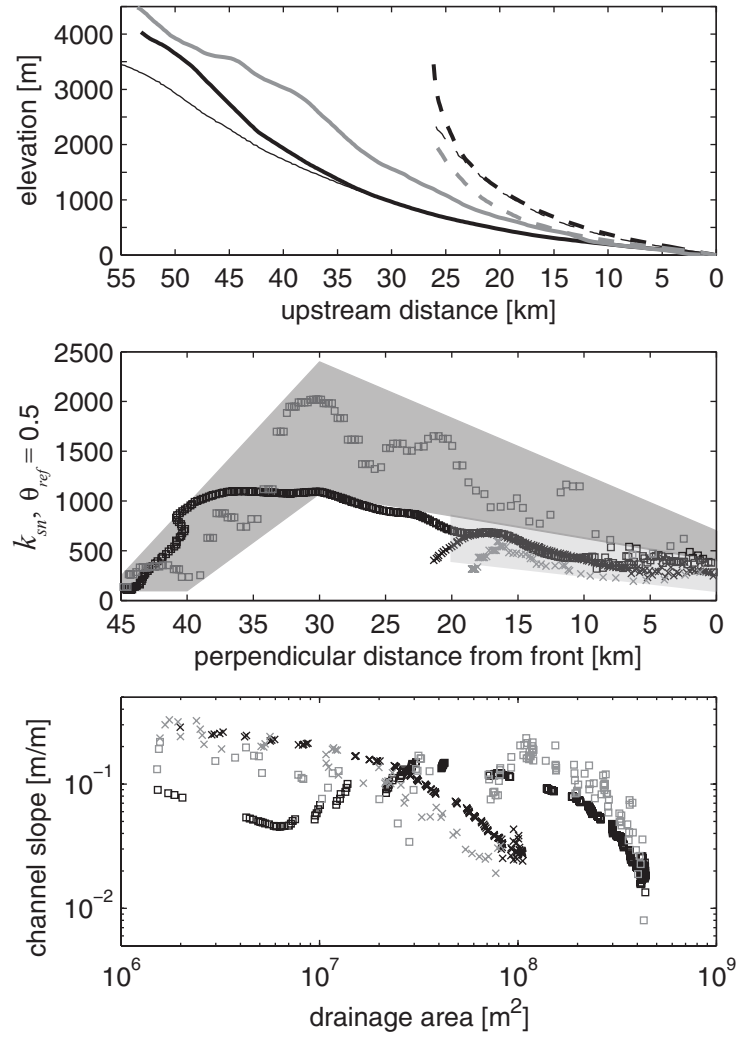 elevation [m]
4000
3000
2000
1000
0
55 50 45 40 35 30 25 20 15 10 5 0
upstream distance [km]
k_sn, θ_ref = 0.5
2500
2000
1500
1000
500
0
45 40 35 30 25 20 15 10 5 0
perpendicular distance from front [km]
channel slope [m/m]
10^−1
10^−2
10^6 10^7 10^8 10^9
drainage area [m^2]